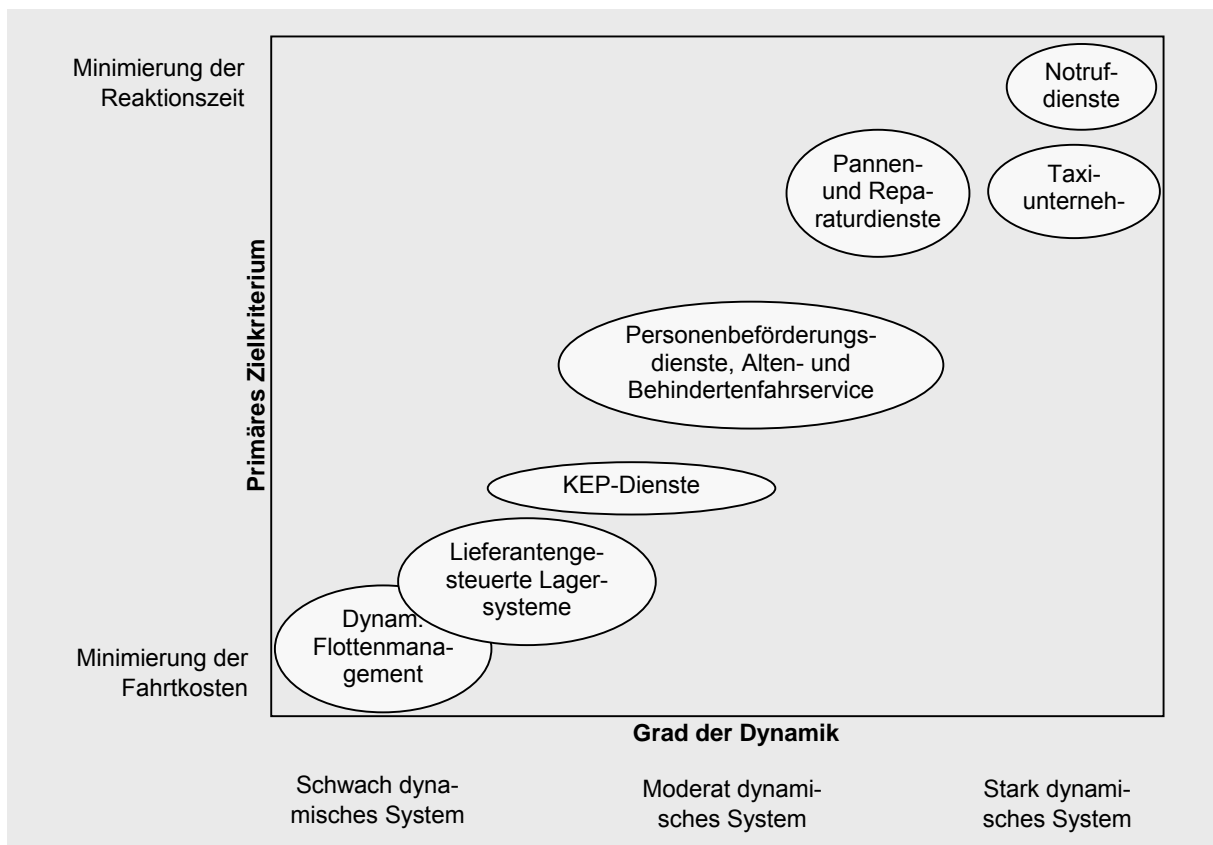 Minimierung der
Reaktionszeit
Notruf-
dienste
Pannen-
und Repa-
raturdienste
Taxi-
unterneh-
Primäres Zielkriterium
Personenbeförderungs-
dienste, Alten- und
Behindertenfahrservice
KEP-Dienste
Lieferantenge-
steuerte Lager-
systeme
Dynam.
Flottenmana-
gement
Minimierung der
Fahrtkosten
Grad der Dynamik
Schwach dyna-
misches System
Moderat dynami-
sches System
Stark dynami-
sches System